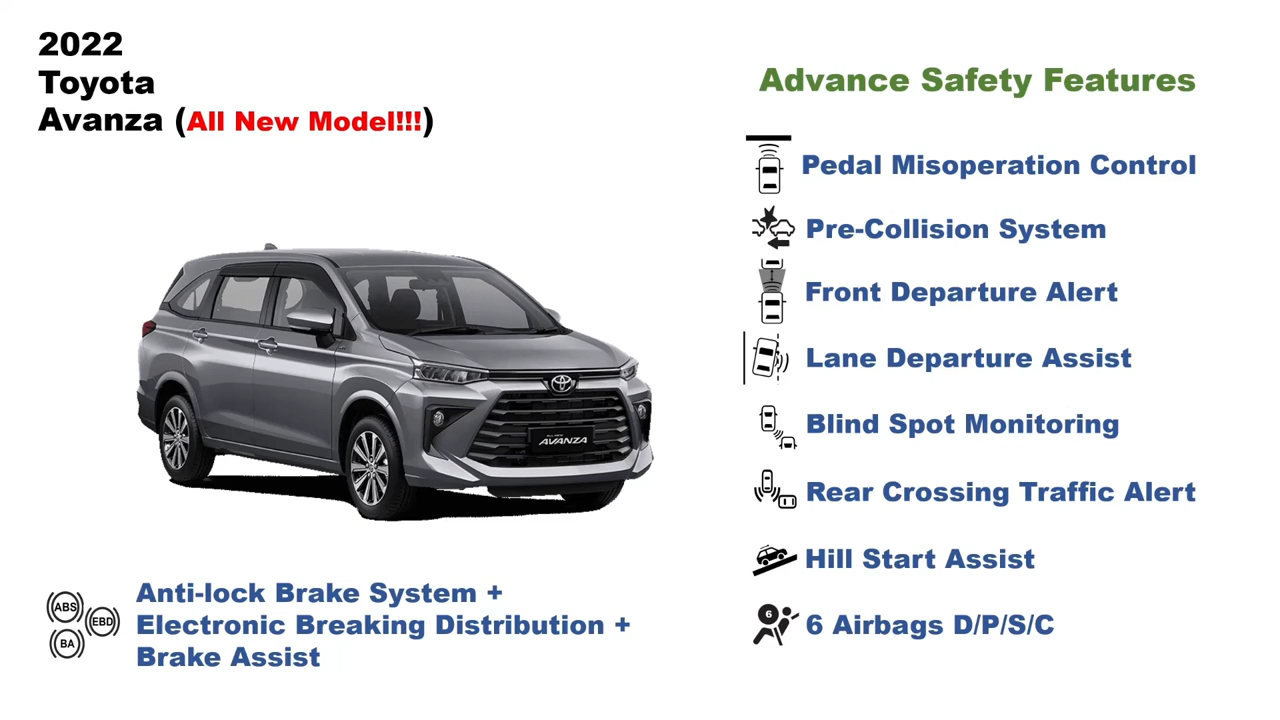 2022
Toyota
Avanza (All New Model!!!)
Advance Safety Features
Pedal Misoperation Control
Pre-Collision System
Front Departure Alert
Lane Departure Assist
Blind Spot Monitoring
Rear Crossing Traffic Alert
Hill Start Assist
6
6 Airbags D/P/S/C
AVANZA
ABS
EBD
BA
Anti-lock Brake System +
Electronic Breaking Distribution +
Brake Assist